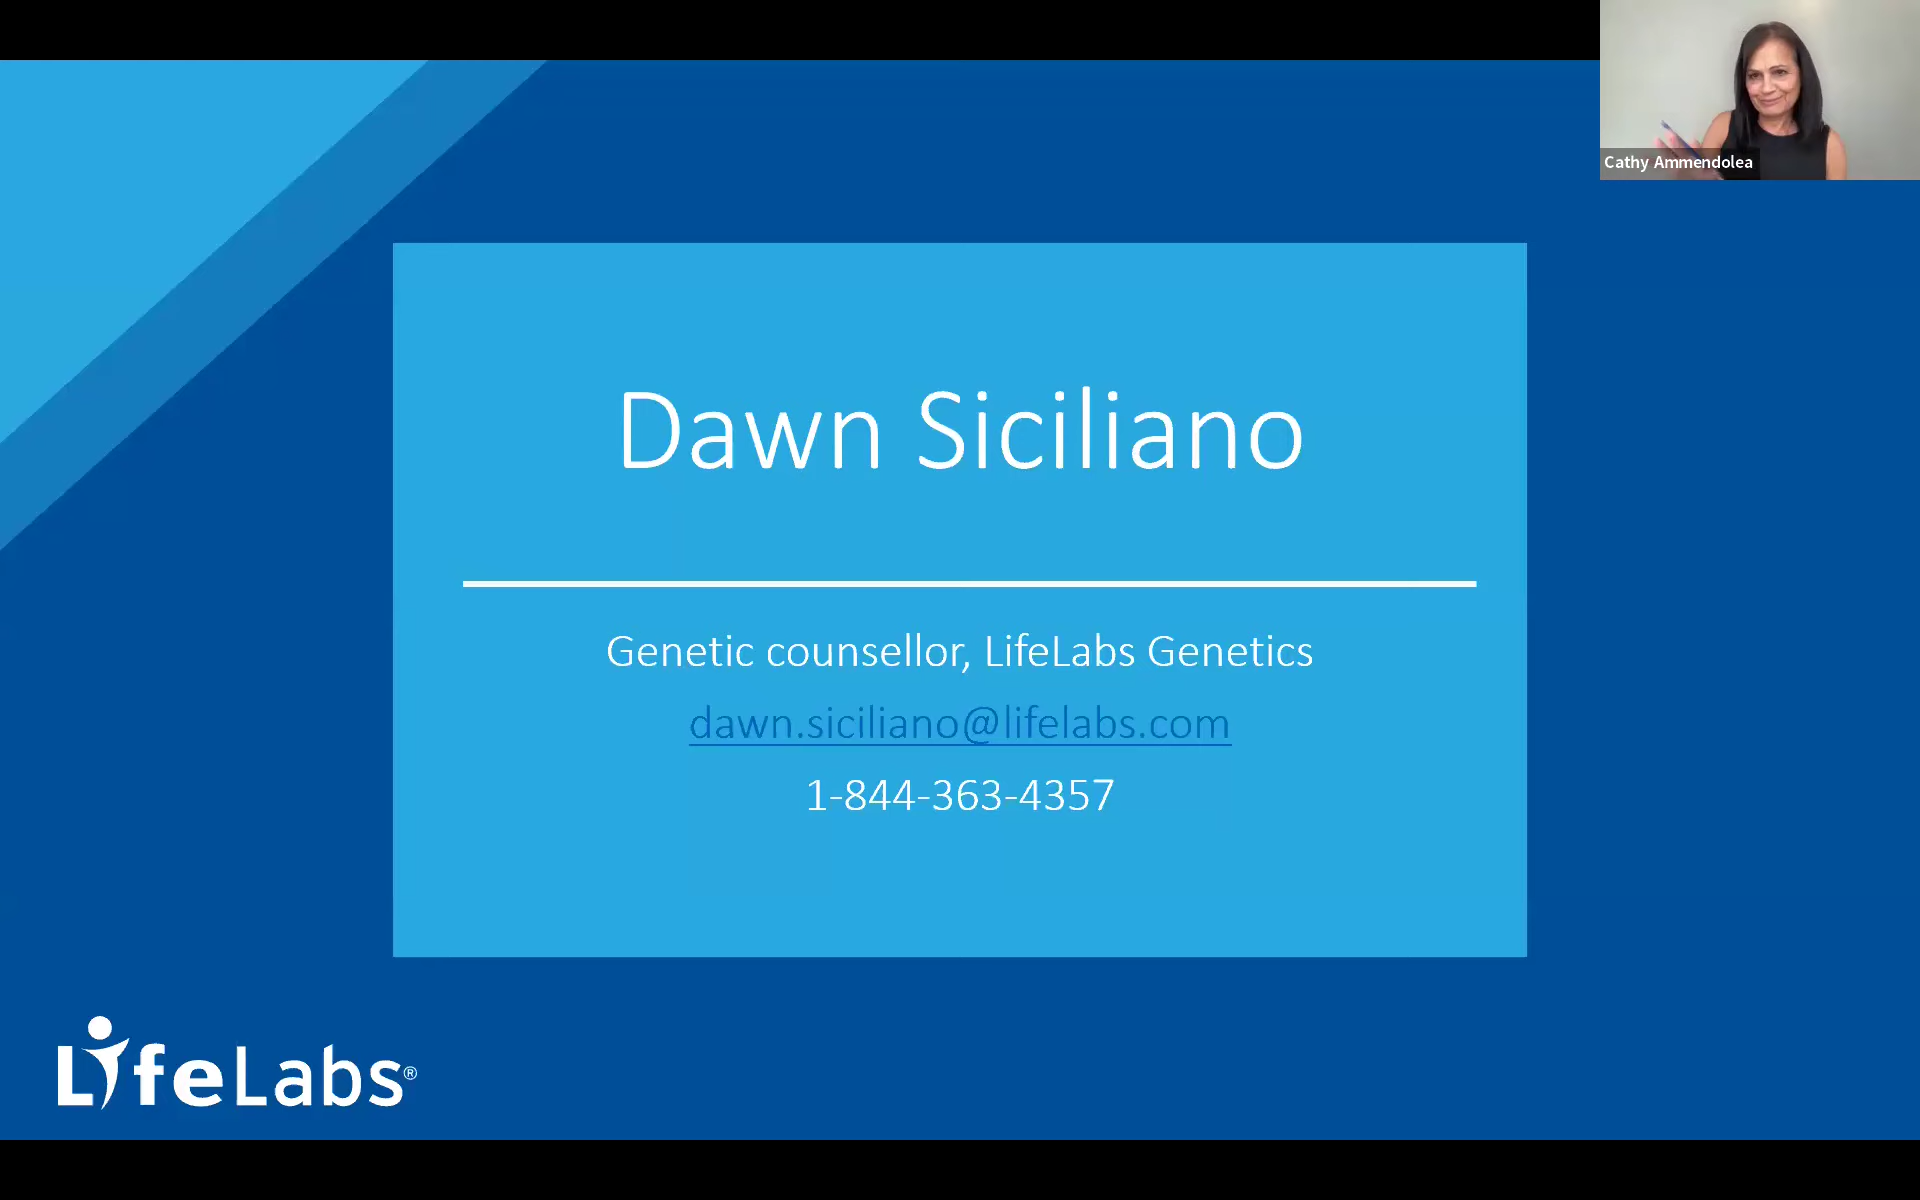 Cathy Ammendolea
Dawn Siciliano
Genetic counsellor, LifeLabs Genetics
dawn.siciliano@lifelabs.com
1-844-363-4357
LifeLabs®